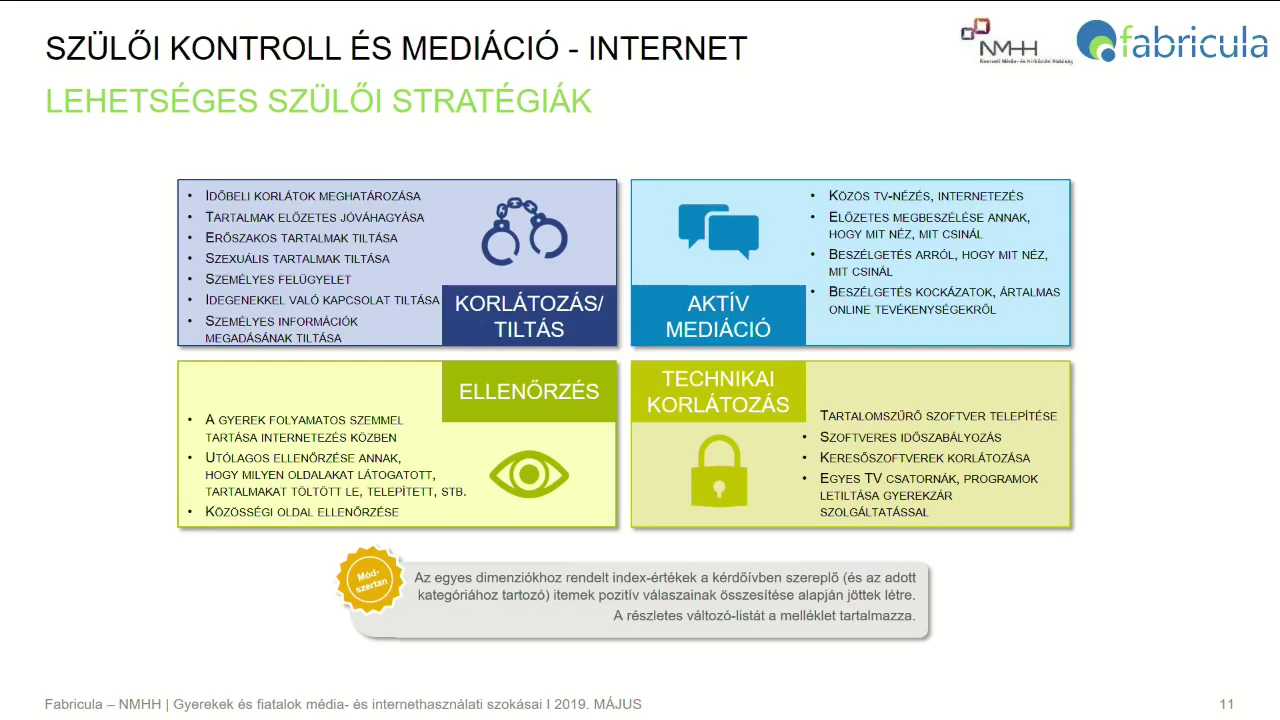 SZÜLŐI KONTROLL ÉS MEDIÁCIÓ - INTERNET
LEHETSÉGES SZÜLŐI STRATÉGIÁK
NMHH
Nemzeti Média- és Hírközlési Hatóság
fabricula
• IDŐBELI KORLÁTOK MEGHATÁROZÁSA
• TARTALMAK ELŐZETES JÓVÁHAGYÁSA
• ERŐSZAKOS TARTALMAK TILTÁSA
• SZEXUÁLIS TARTALMAK TILTÁSA
• SZEMÉLYES FELÜGYELET
• IDEGENEKKEL VALÓ KAPCSOLAT TILTÁSA
• SZEMÉLYES INFORMÁCIÓK
MEGADÁSÁNAK TILTÁSA
KORLÁTOZÁS/
TILTÁS
AKTÍV
MEDIÁCIÓ
• KÖZÖS TV-NÉZÉS, INTERNETEZÉS
• ELŐZETES MEGBESZÉLÉSE ANNAK,
HOGY MIT NÉZ, MIT CSINÁL
• BESZÉLGETÉS ARRÓL, HOGY MIT NÉZ,
MIT CSINÁL
• BESZÉLGETÉS KOCKÁZATOK, ÁRTALMAS
ONLINE TEVÉKENYSÉGEKRŐL
ELLENŐRZÉS
• A GYEREK FOLYAMATOS SZEMMEL
TARTÁSA INTERNETEZÉS KÖZBEN
• UTÓLAGOS ELLENŐRZÉSE ANNAK,
HOGY MILYEN OLDALAKAT LÁTOGATOTT,
TARTALMAKAT TÖLTÖTT LE, TELEPÍTETT, STB.
• KÖZÖSSÉGI OLDAL ELLENŐRZÉSE
TECHNIKAI
KORLÁTOZÁS
TARTALOMSZŰRŐ SZOFTVER TELEPÍTÉSE
• SZOFTVERES IDŐSZABÁLYOZÁS
• KERESŐSZOFTVEREK KORLÁTOZÁSA
• EGYES TV CSATORNÁK, PROGRAMOK
LETILTÁSA GYEREKZÁR
SZOLGÁLTATÁSSAL
Mód-
szertan
Az egyes dimenziókhoz rendelt index-értékek a kérdőívben szereplő (és az adott
kategóriához tartozó) itemek pozitív válaszainak összesítése alapján jöttek létre.
A részletes változó-listát a melléklet tartalmazza.
Fabricula – NMHH | Gyerekek és fiatalok média- és internethasználati szokásai I 2019. MÁJUS
11